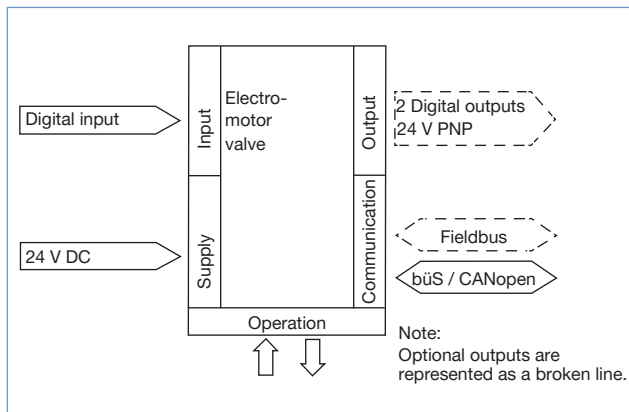 Digital input
24 V DC
Input
Supply
Electro-
motor
valve
Output
Communication
Operation
2 Digital outputs
24 V PNP
Fieldbus
büS / CANopen
Note:
Optional outputs are
represented as a broken line.